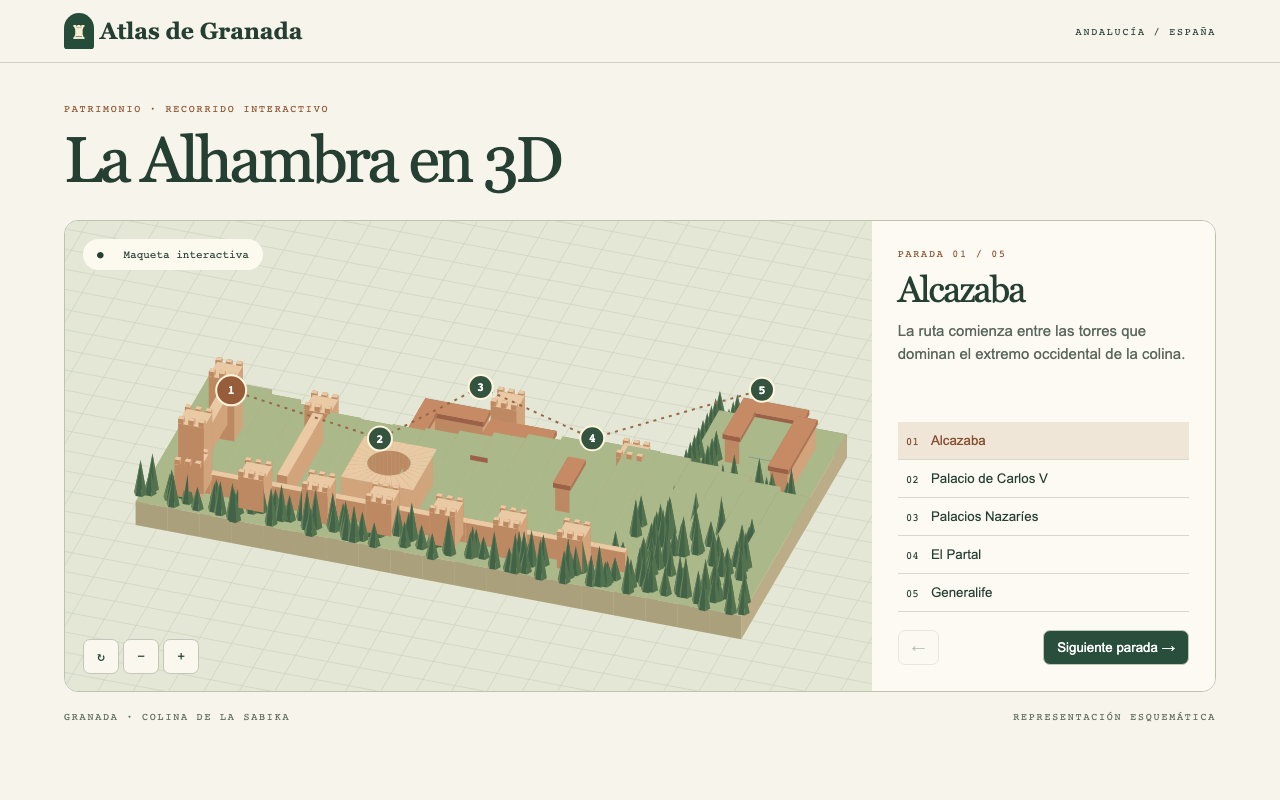 Atlas de Granada
ANDALUCÍA / ESPAÑA
PATRIMONIO · RECORRIDO INTERACTIVO
La Alhambra en 3D
Maqueta interactiva
1
2
3
4
5
↻
−
+
PARADA 01 / 05
Alcazaba
La ruta comienza entre las torres que
dominan el extremo occidental de la colina.
01 Alcazaba
02 Palacio de Carlos V
03 Palacios Nazaríes
04 El Partal
05 Generalife
←
Siguiente parada →
GRANADA · COLINA DE LA SABIKA
REPRESENTACIÓN ESQUEMÁTICA